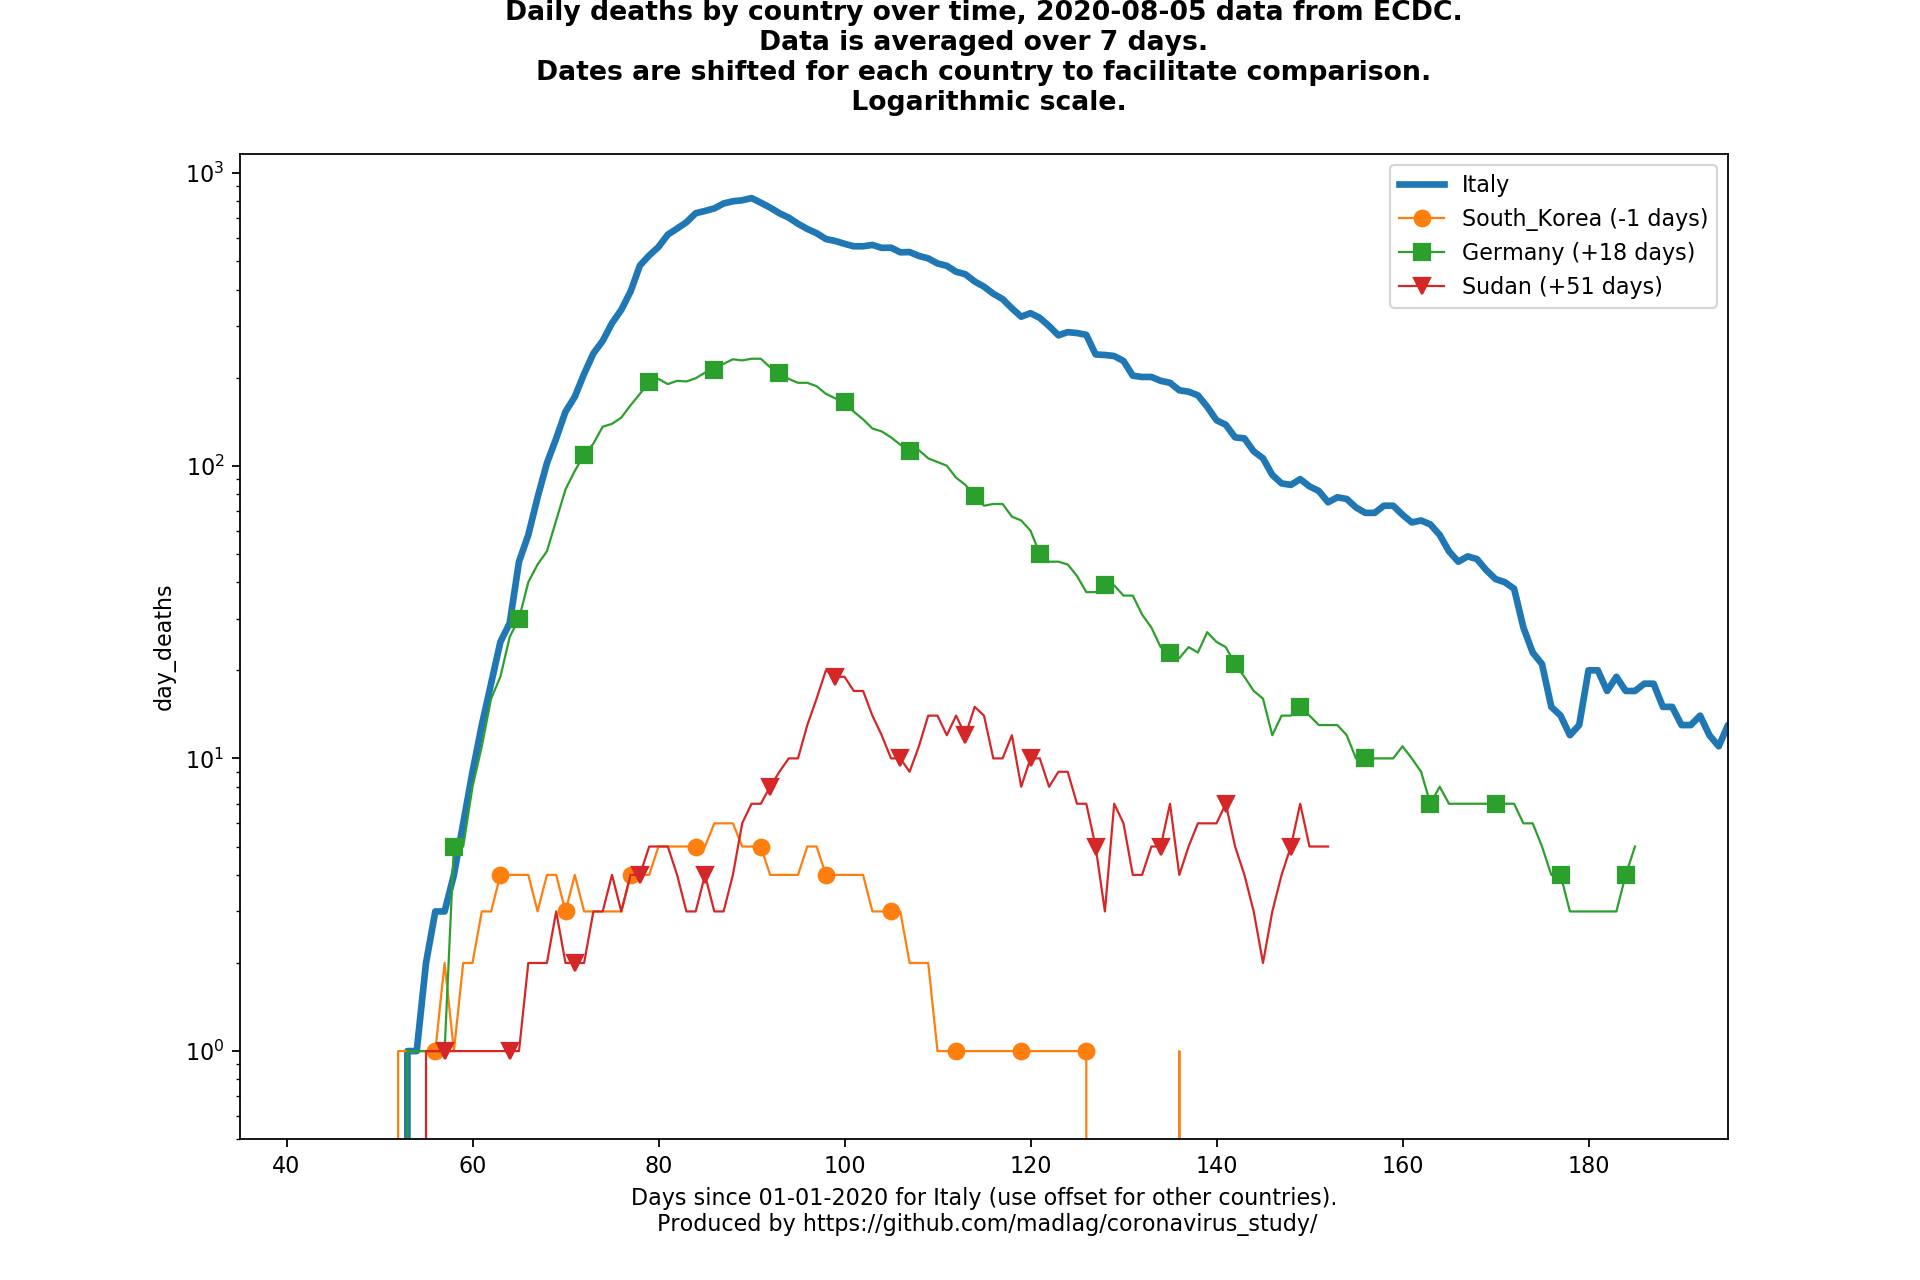 Daily deaths by country over time, 2020-08-05 data from ECDC.
Data is averaged over 7 days.
Dates are shifted for each country to facilitate comparison.
Logarithmic scale.
10³
10²
10¹
10⁰
day_deaths
Italy
South_Korea (-1 days)
Germany (+18 days)
Sudan (+51 days)
40 60 80 100 120 140 160 180
Days since 01-01-2020 for Italy (use offset for other countries).
Produced by https://github.com/madlag/coronavirus_study/